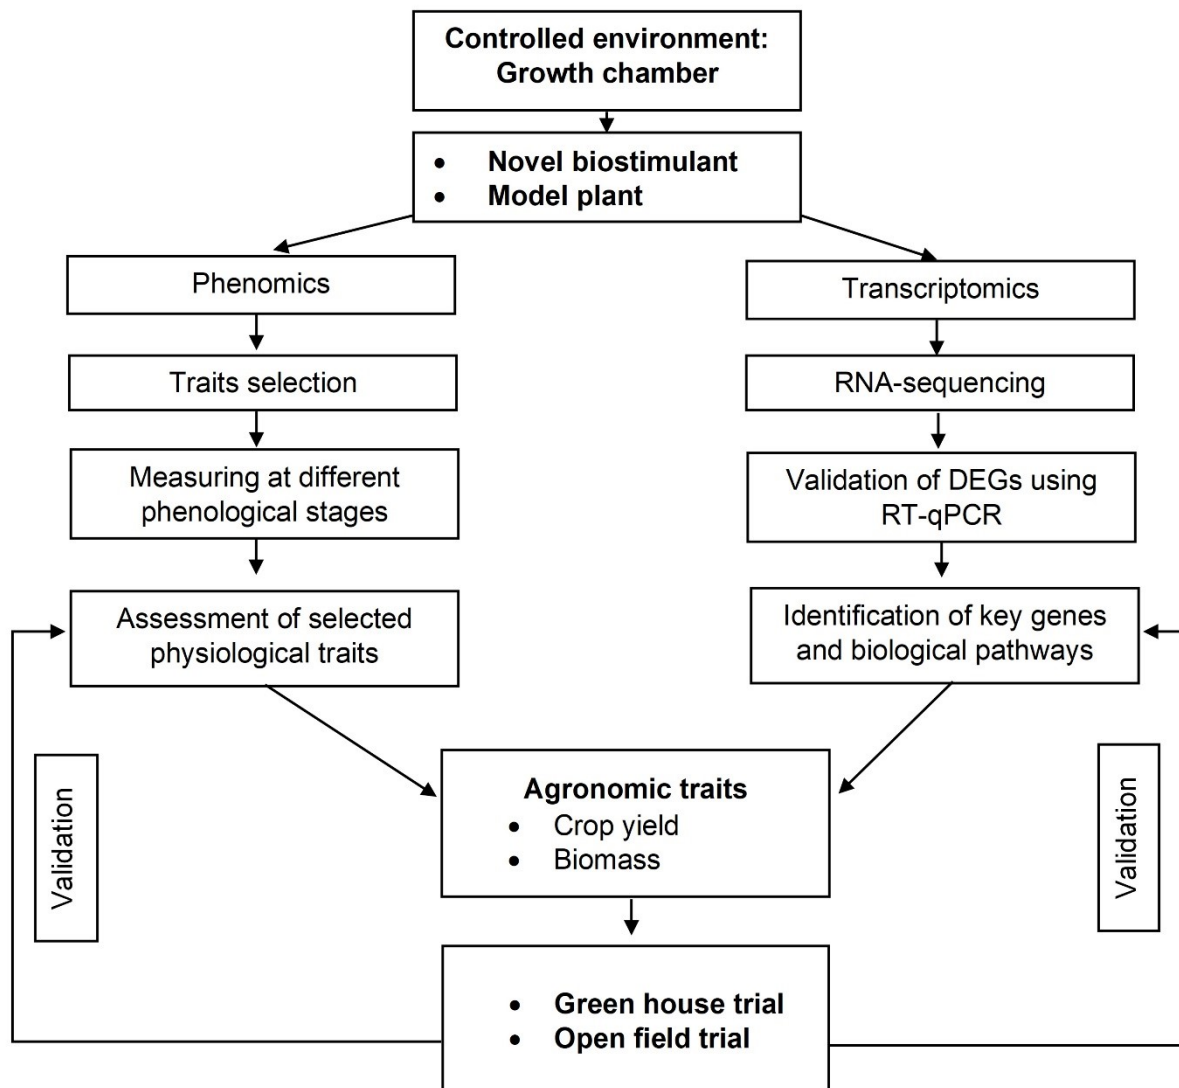 Controlled environment:
Growth chamber
• Novel biostimulant
• Model plant
Phenomics
Transcriptomics
Traits selection
RNA-sequencing
Measuring at different
phenological stages
Validation of DEGs using
RT-qPCR
Assessment of selected
physiological traits
Identification of key genes
and biological pathways
Validation
Agronomic traits
• Crop yield
• Biomass
Validation
• Green house trial
• Open field trial